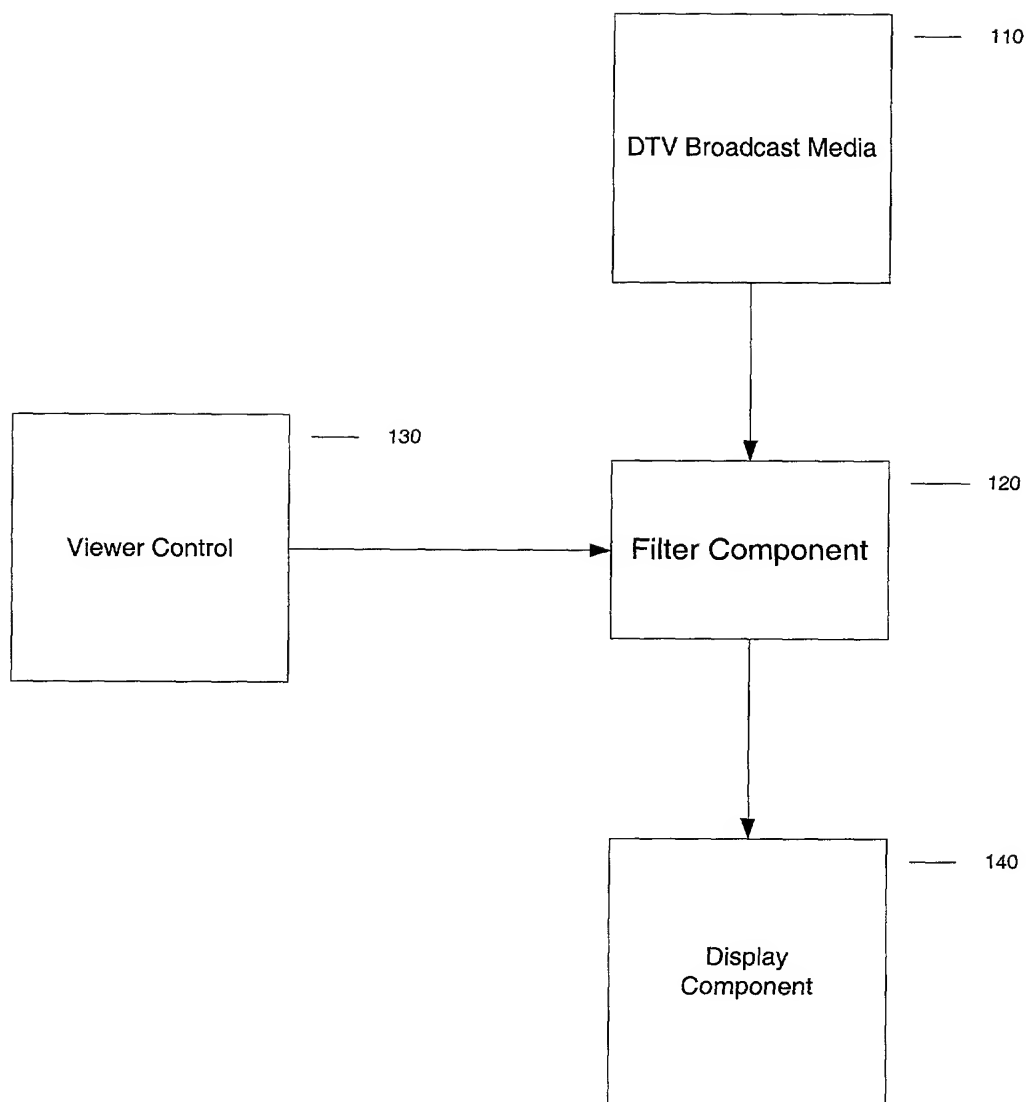 110
DTV Broadcast Media
130
120
Viewer Control
Filter Component
140
Display
Component